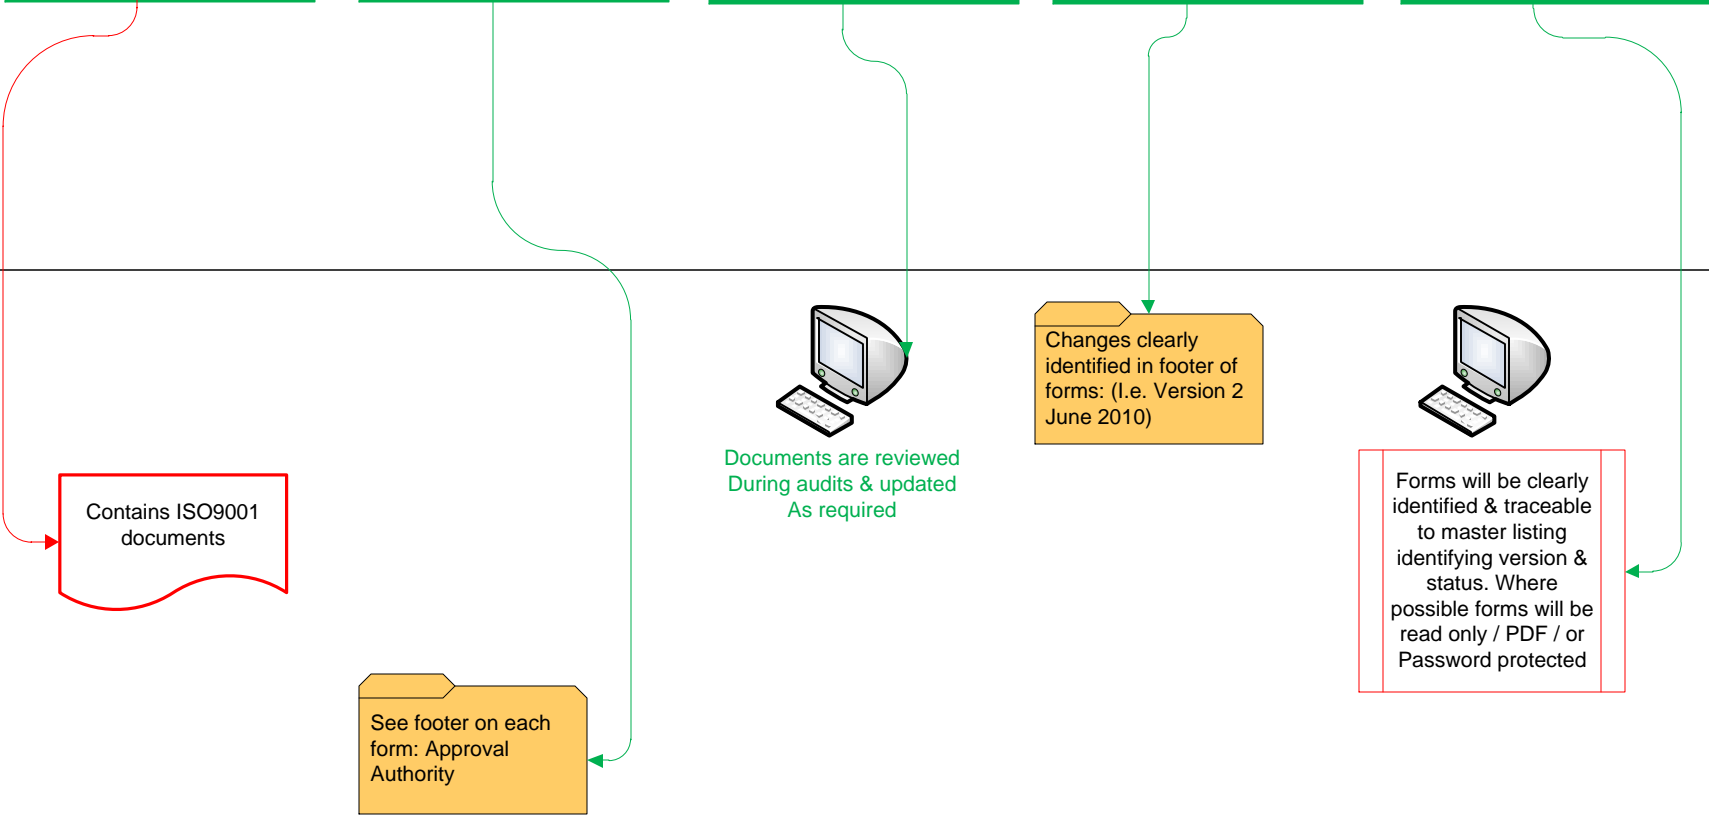 Contains ISO9001
documents
See footer on each
form: Approval
Authority
Documents are reviewed
During audits & updated
As required
Changes clearly
identified in footer of
forms: (I.e. Version 2
June 2010)
Forms will be clearly
identified & traceable
to master listing
identifying version &
status. Where
possible forms will be
read only / PDF / or
Password protected